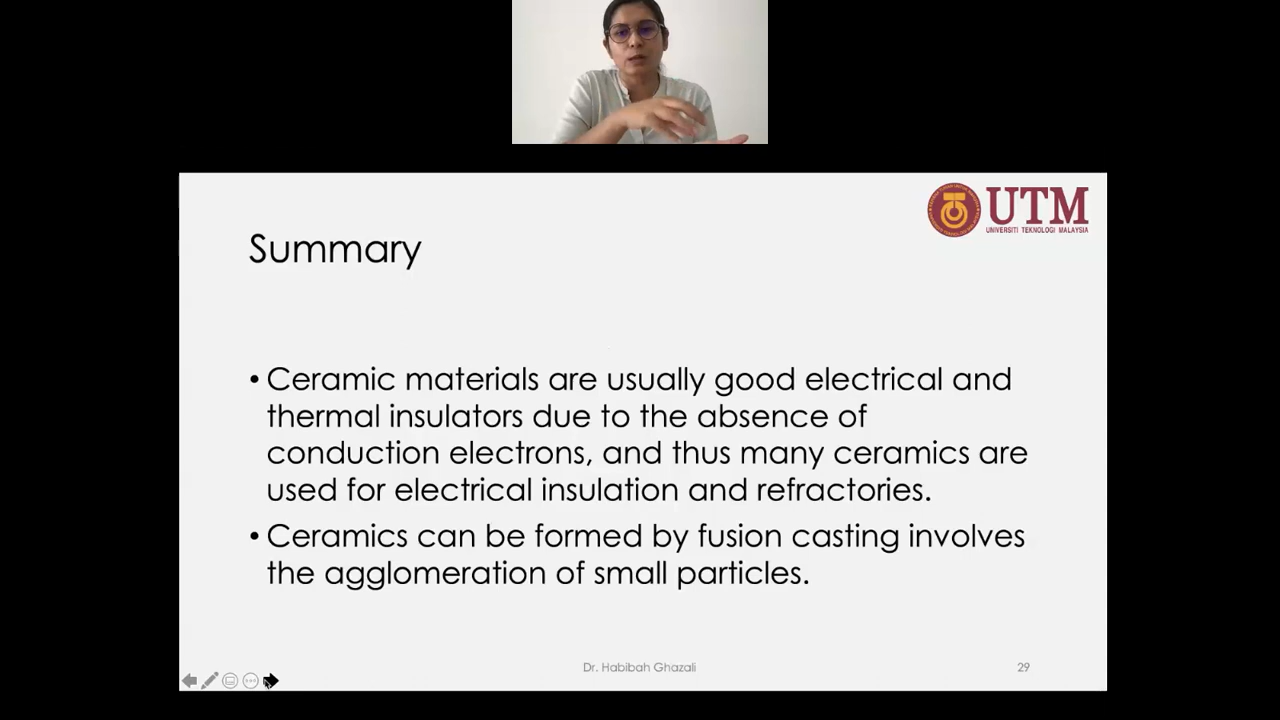 UTM
UNIVERSITI TEKNOLOGI MALAYSIA
Summary
• Ceramic materials are usually good electrical and
thermal insulators due to the absence of
conduction electrons, and thus many ceramics are
used for electrical insulation and refractories.
• Ceramics can be formed by fusion casting involves
the agglomeration of small particles.
Dr. Habibah Ghazali
29